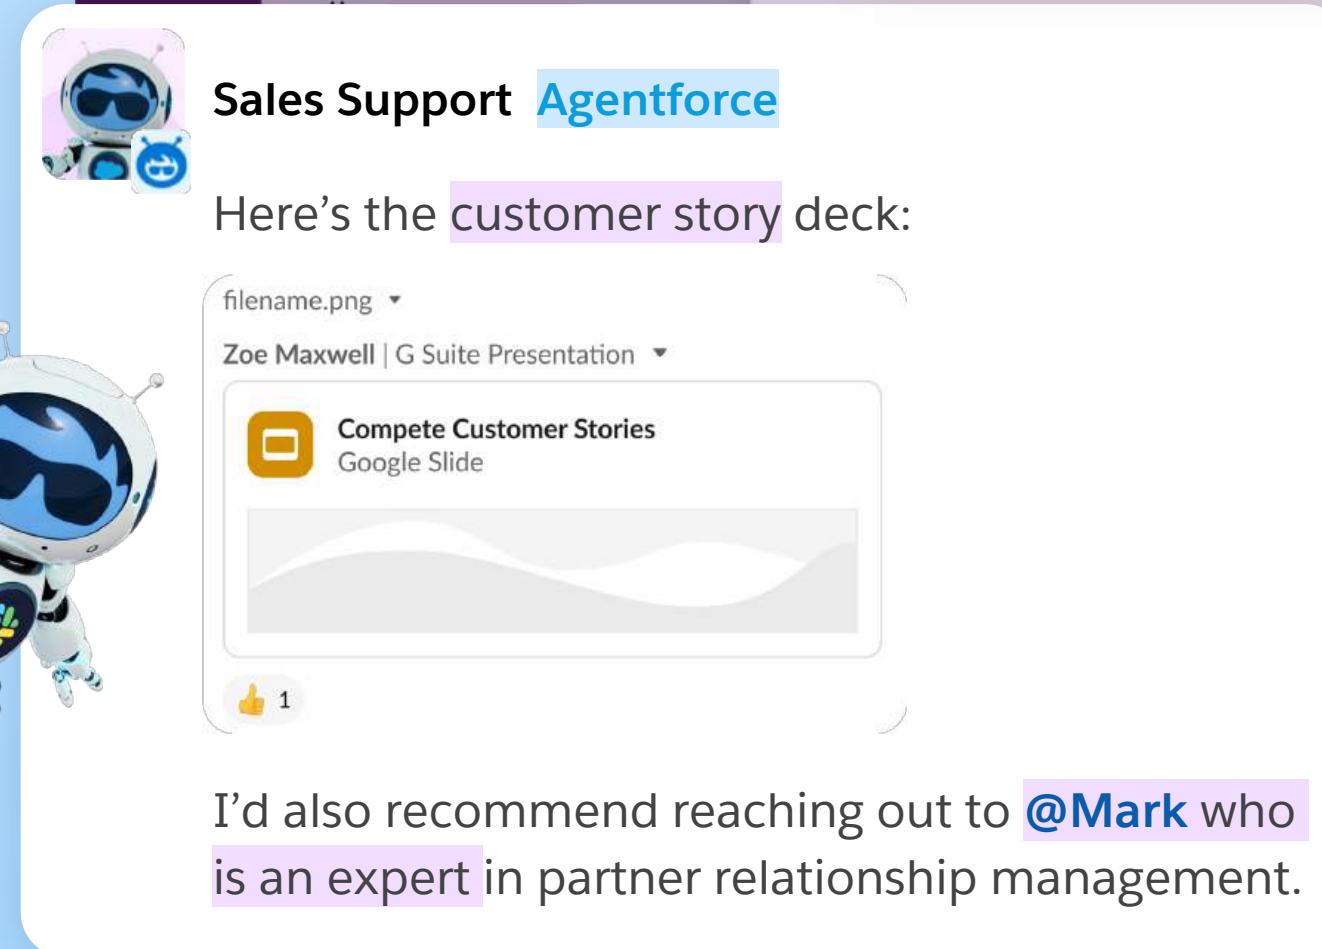 Sales Support Agentforce
Here’s the customer story deck:
filename.png
Zoe Maxwell | G Suite Presentation
Compete Customer Stories
Google Slide
👍 1
I’d also recommend reaching out to @Mark who
is an expert in partner relationship management.